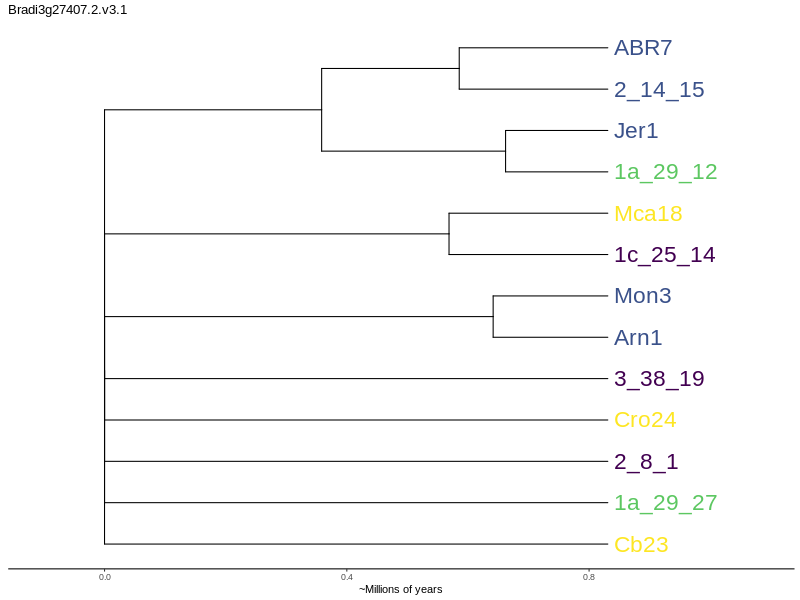 Bradi3g27407.2.v3.1
ABR7
2_14_15
Jer1
1a_29_12
Mca18
1c_25_14
Mon3
Arn1
3_38_19
Cro24
2_8_1
1a_29_27
Cb23
0.0 0.4 0.8
~Millions of years